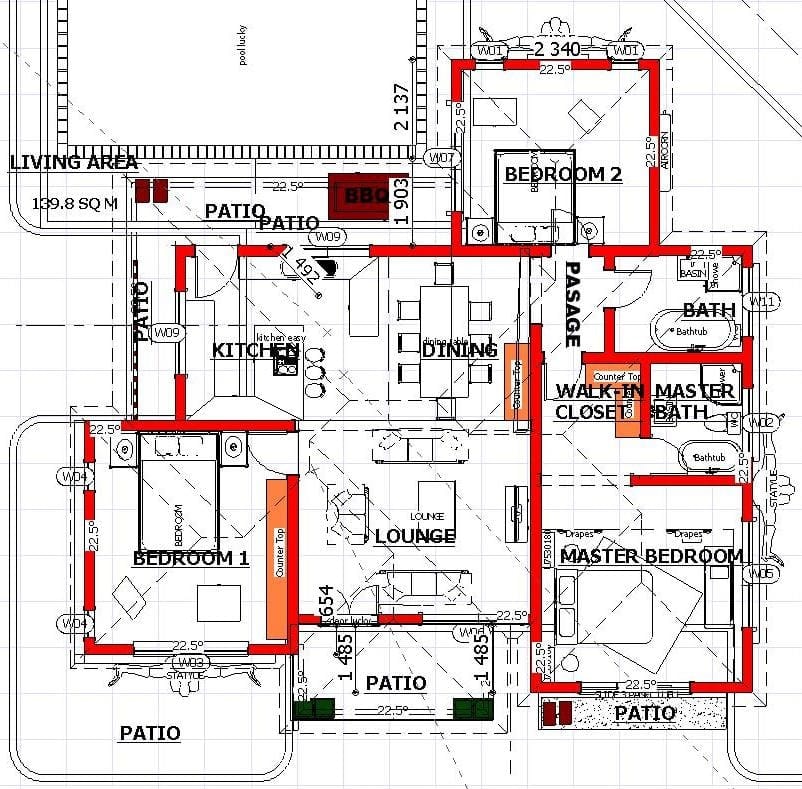 pool lucky
W01
2 340
W01
22.5°
2 137
22.5°
22.5°
AIRCORN
LIVING AREA
W07
BEDROOM
BEDROOM 2
22.5°
BBQ
1 903
139.8 SQ M
PATIO
PATIO
W09
22.5°
1 492
PASAGE
BASIN
Showe
PATIO
W11
BATH
Bathtub
W09
kitchen easy
KITCHEN
dining table
DINING
Counter Top
Counter Top
Counter Top
WALK-IN
CLOSET
MASTER
BATH
Shower
WC
W02
22.5°
Bathtub
22.5°
W04
BEDROOM
STATYLE
LOUNGE
LOUNGE
22.5°
Counter Top
BEDROOM 1
Drapes
Drapes
MASTER BEDROOM
W05
654
door lucky
22.5°
W04
W06
22.5°
W03
1 485
1 485
22.5°
STATYLE
22.5°
PATIO
22.5°
22.5°
PATIO
PATIO